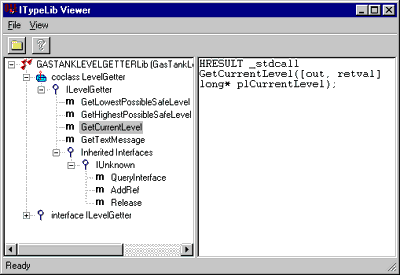 ITypeLib Viewer
File View
GASTANKLEVELGETTERLib (GasTankLe
coclass LevelGetter
ILevelGetter
m GetLowestPossibleSafeLevel
m GetHighestPossibleSafeLevel
m GetCurrentLevel
m GetTextMessage
Inherited Interfaces
IUnknown
m QueryInterface
m AddRef
m Release
interface ILevelGetter
HRESULT _stdcall
GetCurrentLevel([out, retval]
long* plCurrentLevel);
Ready